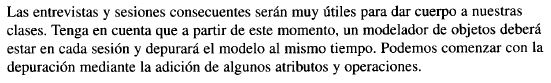 Las entrevistas y sesiones consecuentes serán muy útiles para dar cuerpo a nuestras
clases. Tenga en cuenta que a partir de este momento, un modelador de objetos deberá
estar en cada sesión y depurará el modelo al mismo tiempo. Podemos comenzar con la
depuración mediante la adición de algunos atributos y operaciones.